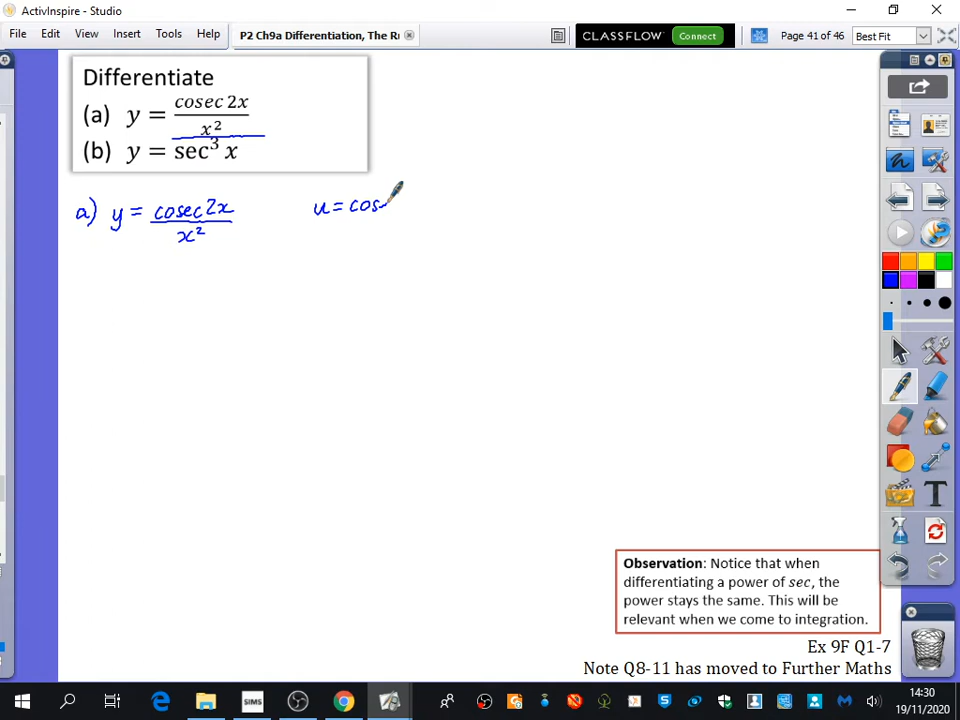 ActivInspire - Studio
File Edit View Insert Tools Help P2 Ch9a Differentiation, The Rr CLASSFLOW Connect Page 41 of 46 Best Fit
Differentiate
(a) y = cosec 2x / x²
(b) y = sec³ x
a) y = cosec2x / x² u = cos
Observation: Notice that when
differentiating a power of sec, the
power stays the same. This will be
relevant when we come to integration.
Ex 9F Q1-7
Note Q8-11 has moved to Further Maths
SIMS
14:30
19/11/2020